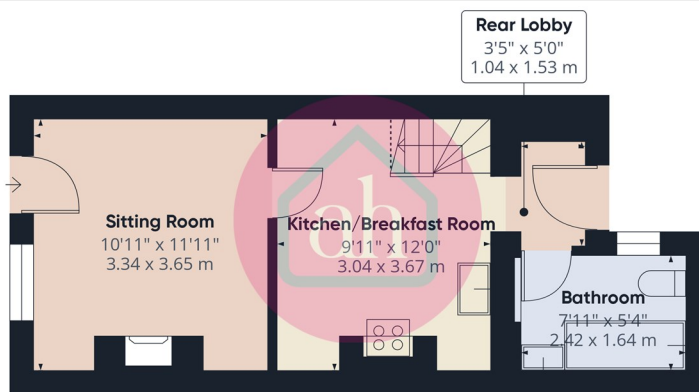 Rear Lobby
3'5" x 5'0"
1.04 x 1.53 m
Sitting Room
10'11" x 11'11"
3.34 x 3.65 m
Kitchen/Breakfast Room
9'11" x 12'0"
3.04 x 3.67 m
ah
Bathroom
7'11" x 5'4"
2.42 x 1.64 m